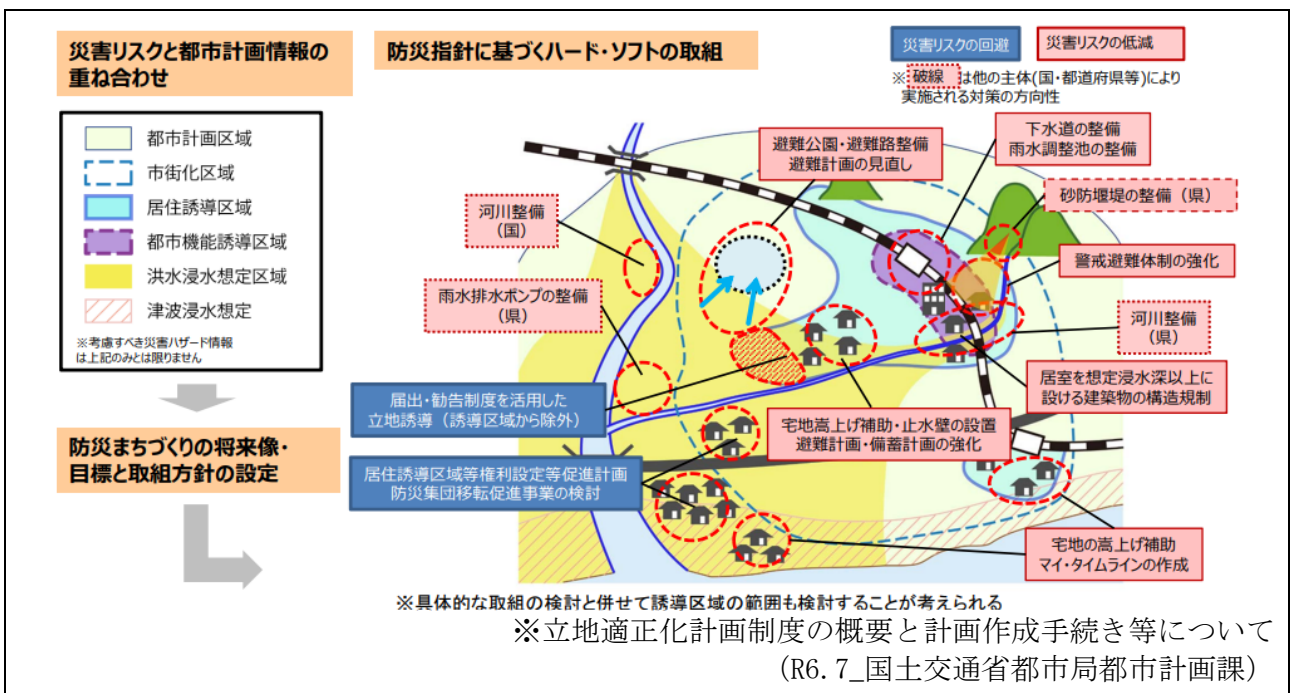 災害リスクと都市計画情報の
重ね合わせ
都市計画区域
市街化区域
居住誘導区域
都市機能誘導区域
洪水浸水想定区域
津波浸水想定
※考慮すべき災害ハザード情報
は上記のみとは限りません
防災まちづくりの将来像・
目標と取組方針の設定
防災指針に基づくハード・ソフトの取組
災害リスクの回避
災害リスクの低減
※破線は他の主体(国・都道府県等)により
実施される対策の方向性
避難公園・避難路整備
避難計画の見直し
下水道の整備
雨水調整池の整備
砂防堰堤の整備（県）
河川整備
（国）
警戒避難体制の強化
雨水排水ポンプの整備
（県）
河川整備
（県）
居室を想定浸水深以上に
設ける建築物の構造規制
届出・勧告制度を活用した
立地誘導（誘導区域から除外）
宅地嵩上げ補助・止水壁の設置
避難計画・備蓄計画の強化
居住誘導区域等権利設定等促進計画
防災集団移転促進事業の検討
宅地の嵩上げ補助
マイ・タイムラインの作成
※具体的な取組の検討と併せて誘導区域の範囲も検討することが考えられる
※立地適正化計画制度の概要と計画作成手続き等について
（R6.7_国土交通省都市局都市計画課）